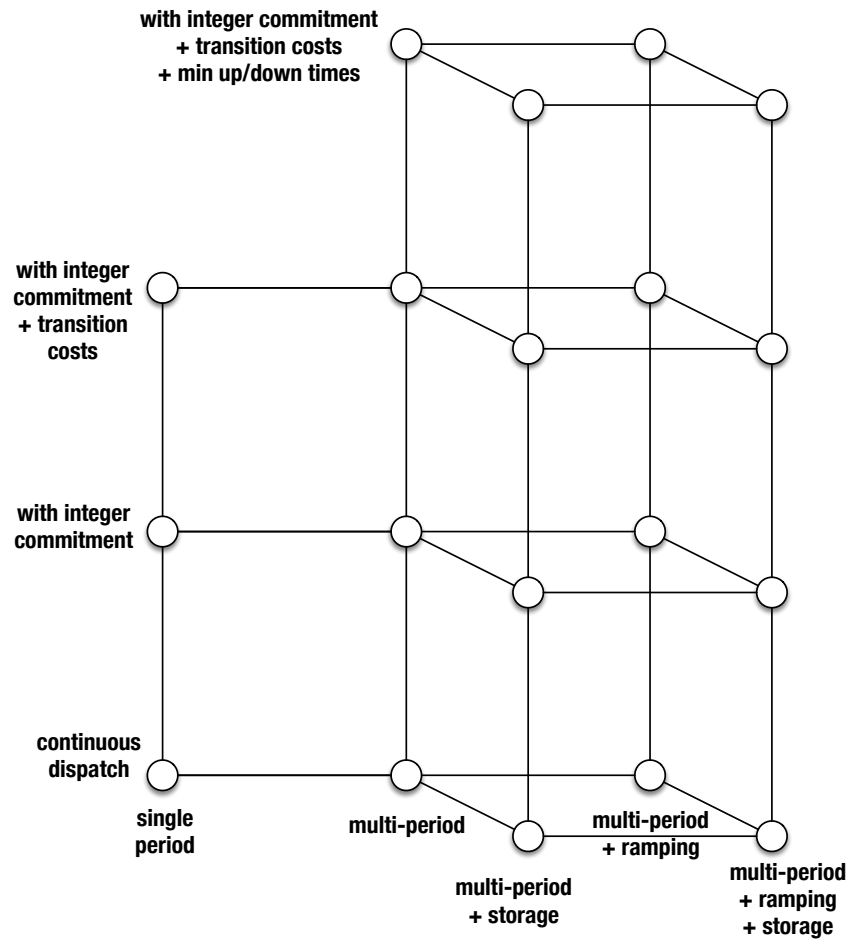 with integer commitment
+ transition costs
+ min up/down times
with integer
commitment
+ transition
costs
with integer
commitment
continuous
dispatch
single
period
multi-period
multi-period
+ storage
multi-period
+ ramping
multi-period
+ ramping
+ storage